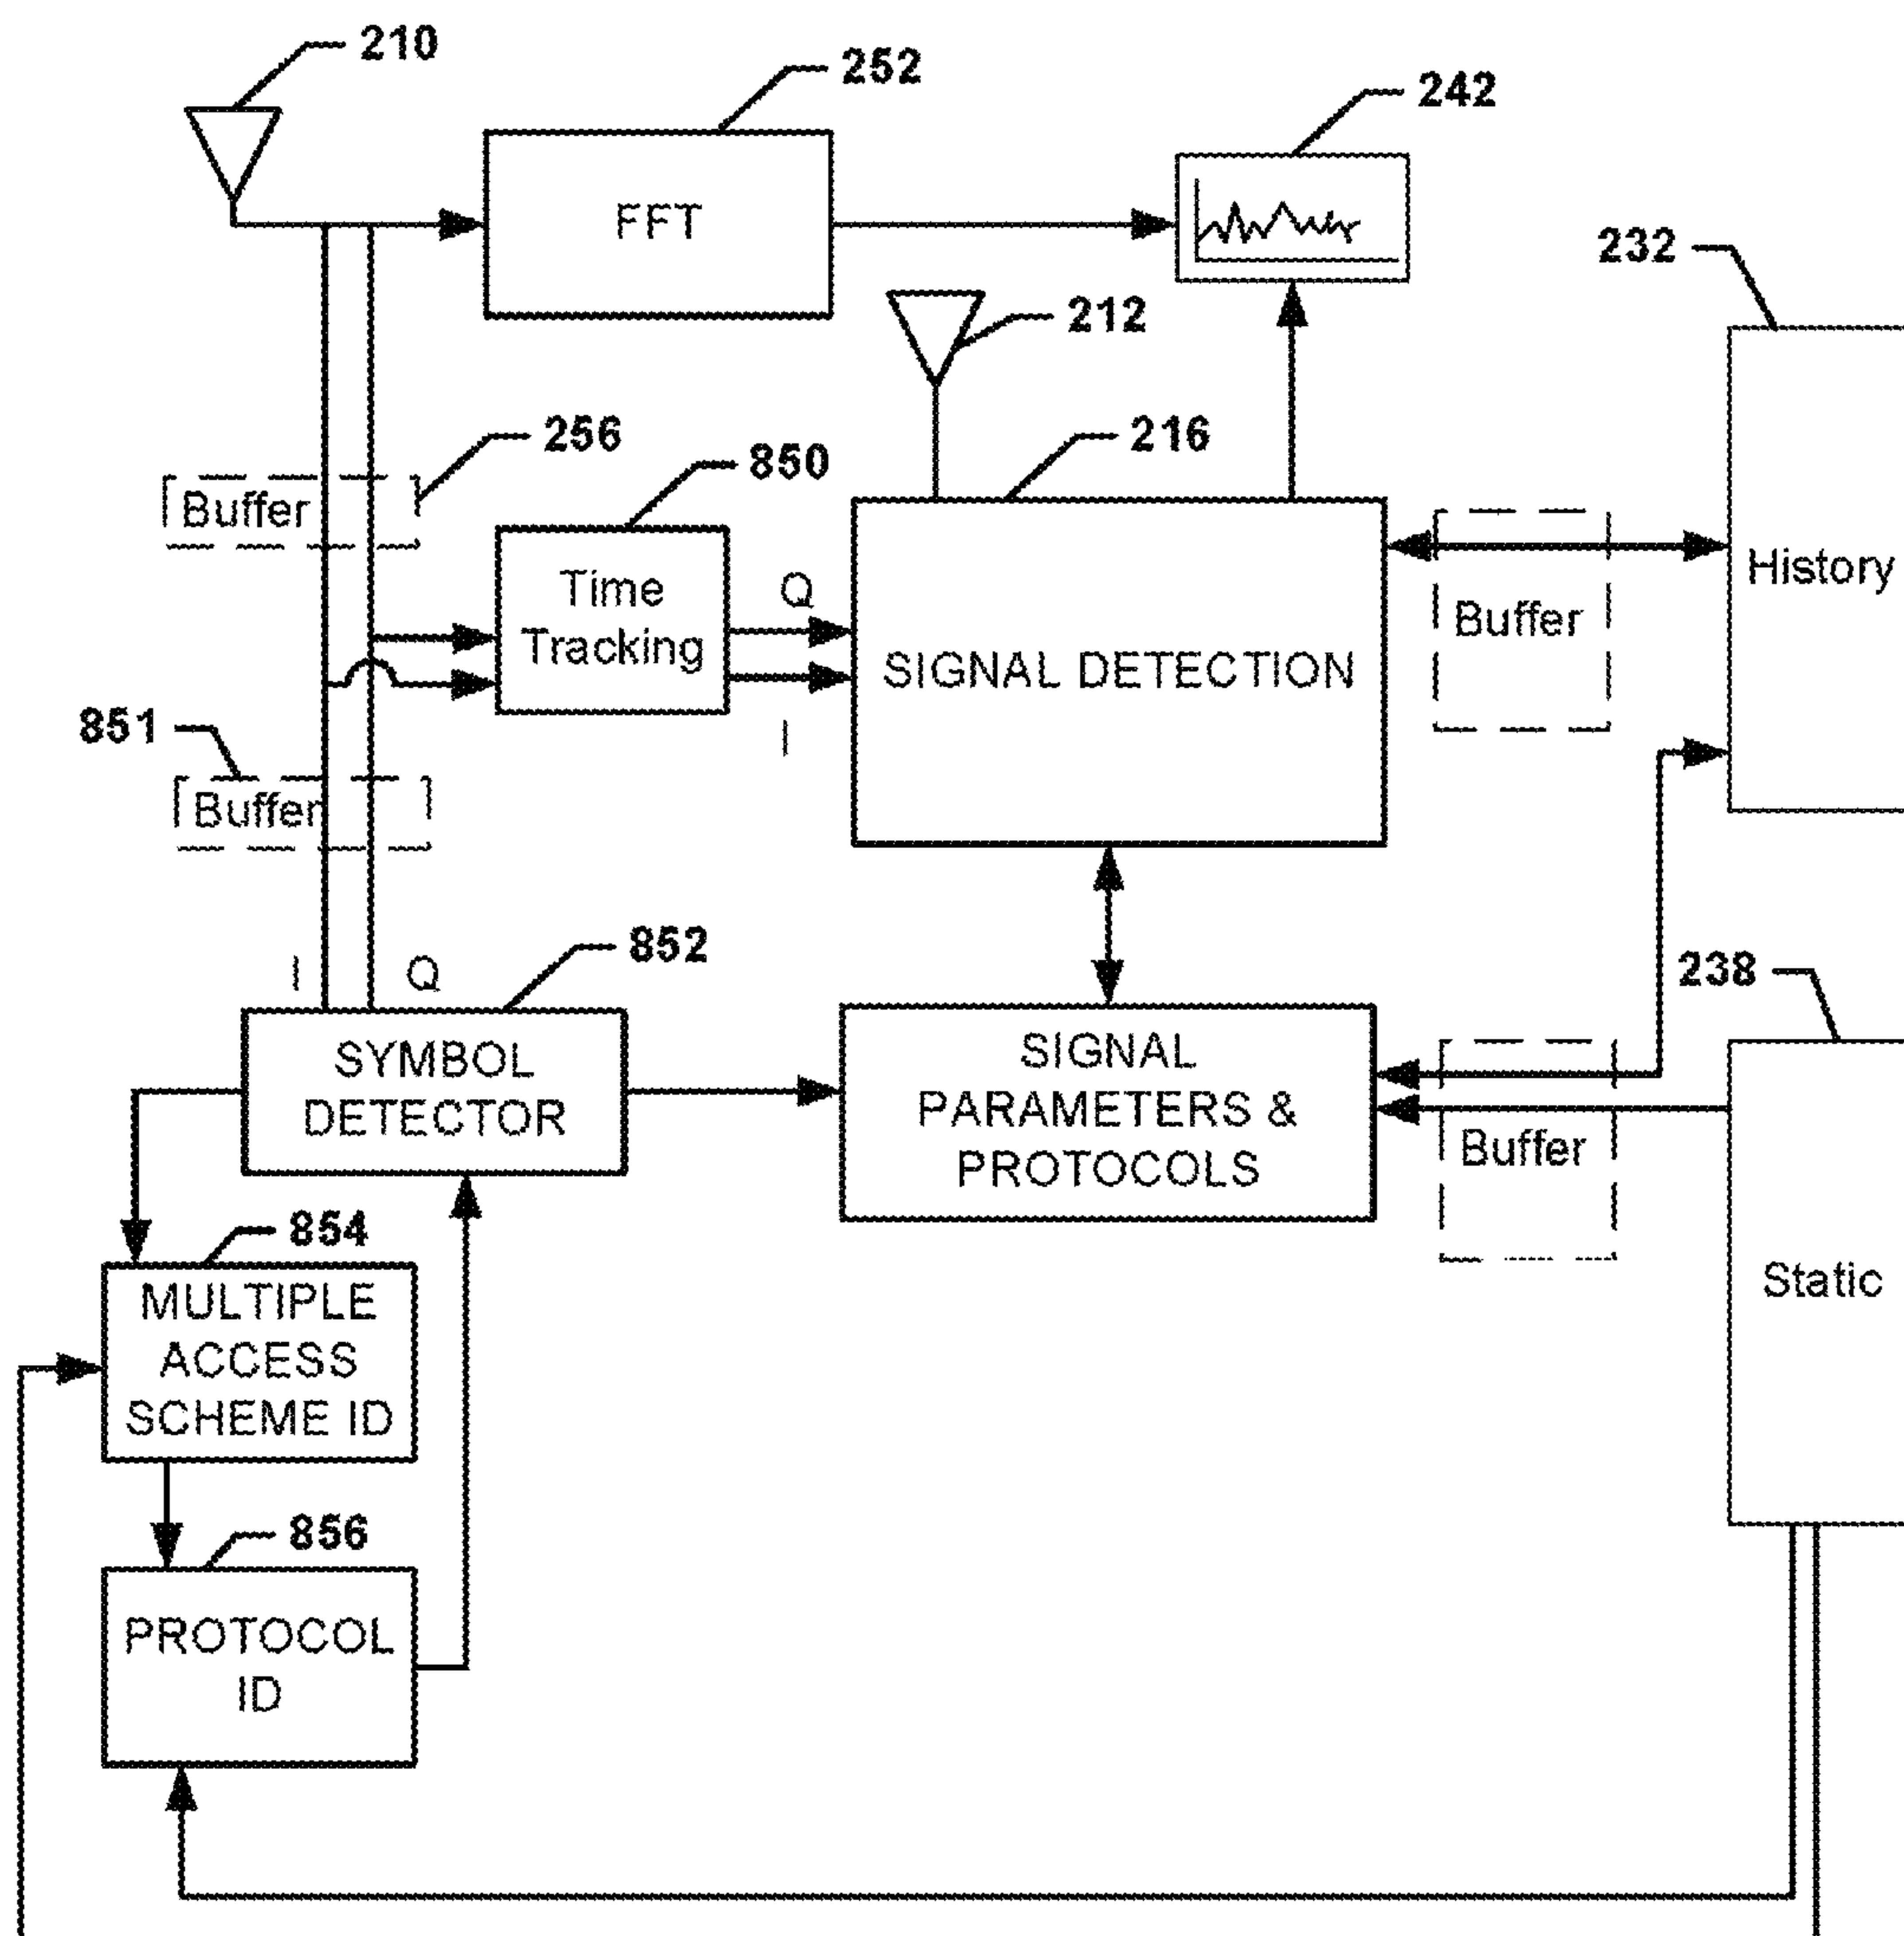 210
252
242
FFT
232
212
256
216
850
Buffer
Time
Tracking
Q
I
SIGNAL DETECTION
Buffer
History
851
Buffer
I
Q
852
238
SYMBOL
DETECTOR
SIGNAL
PARAMETERS &
PROTOCOLS
Buffer
854
MULTIPLE
ACCESS
SCHEME ID
Static
856
PROTOCOL
ID